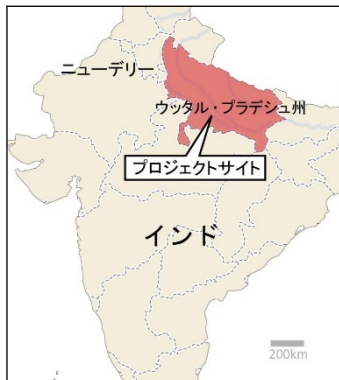 ニューデリー
ウッタル・プラデシュ州
プロジェクトサイト
インド
200km